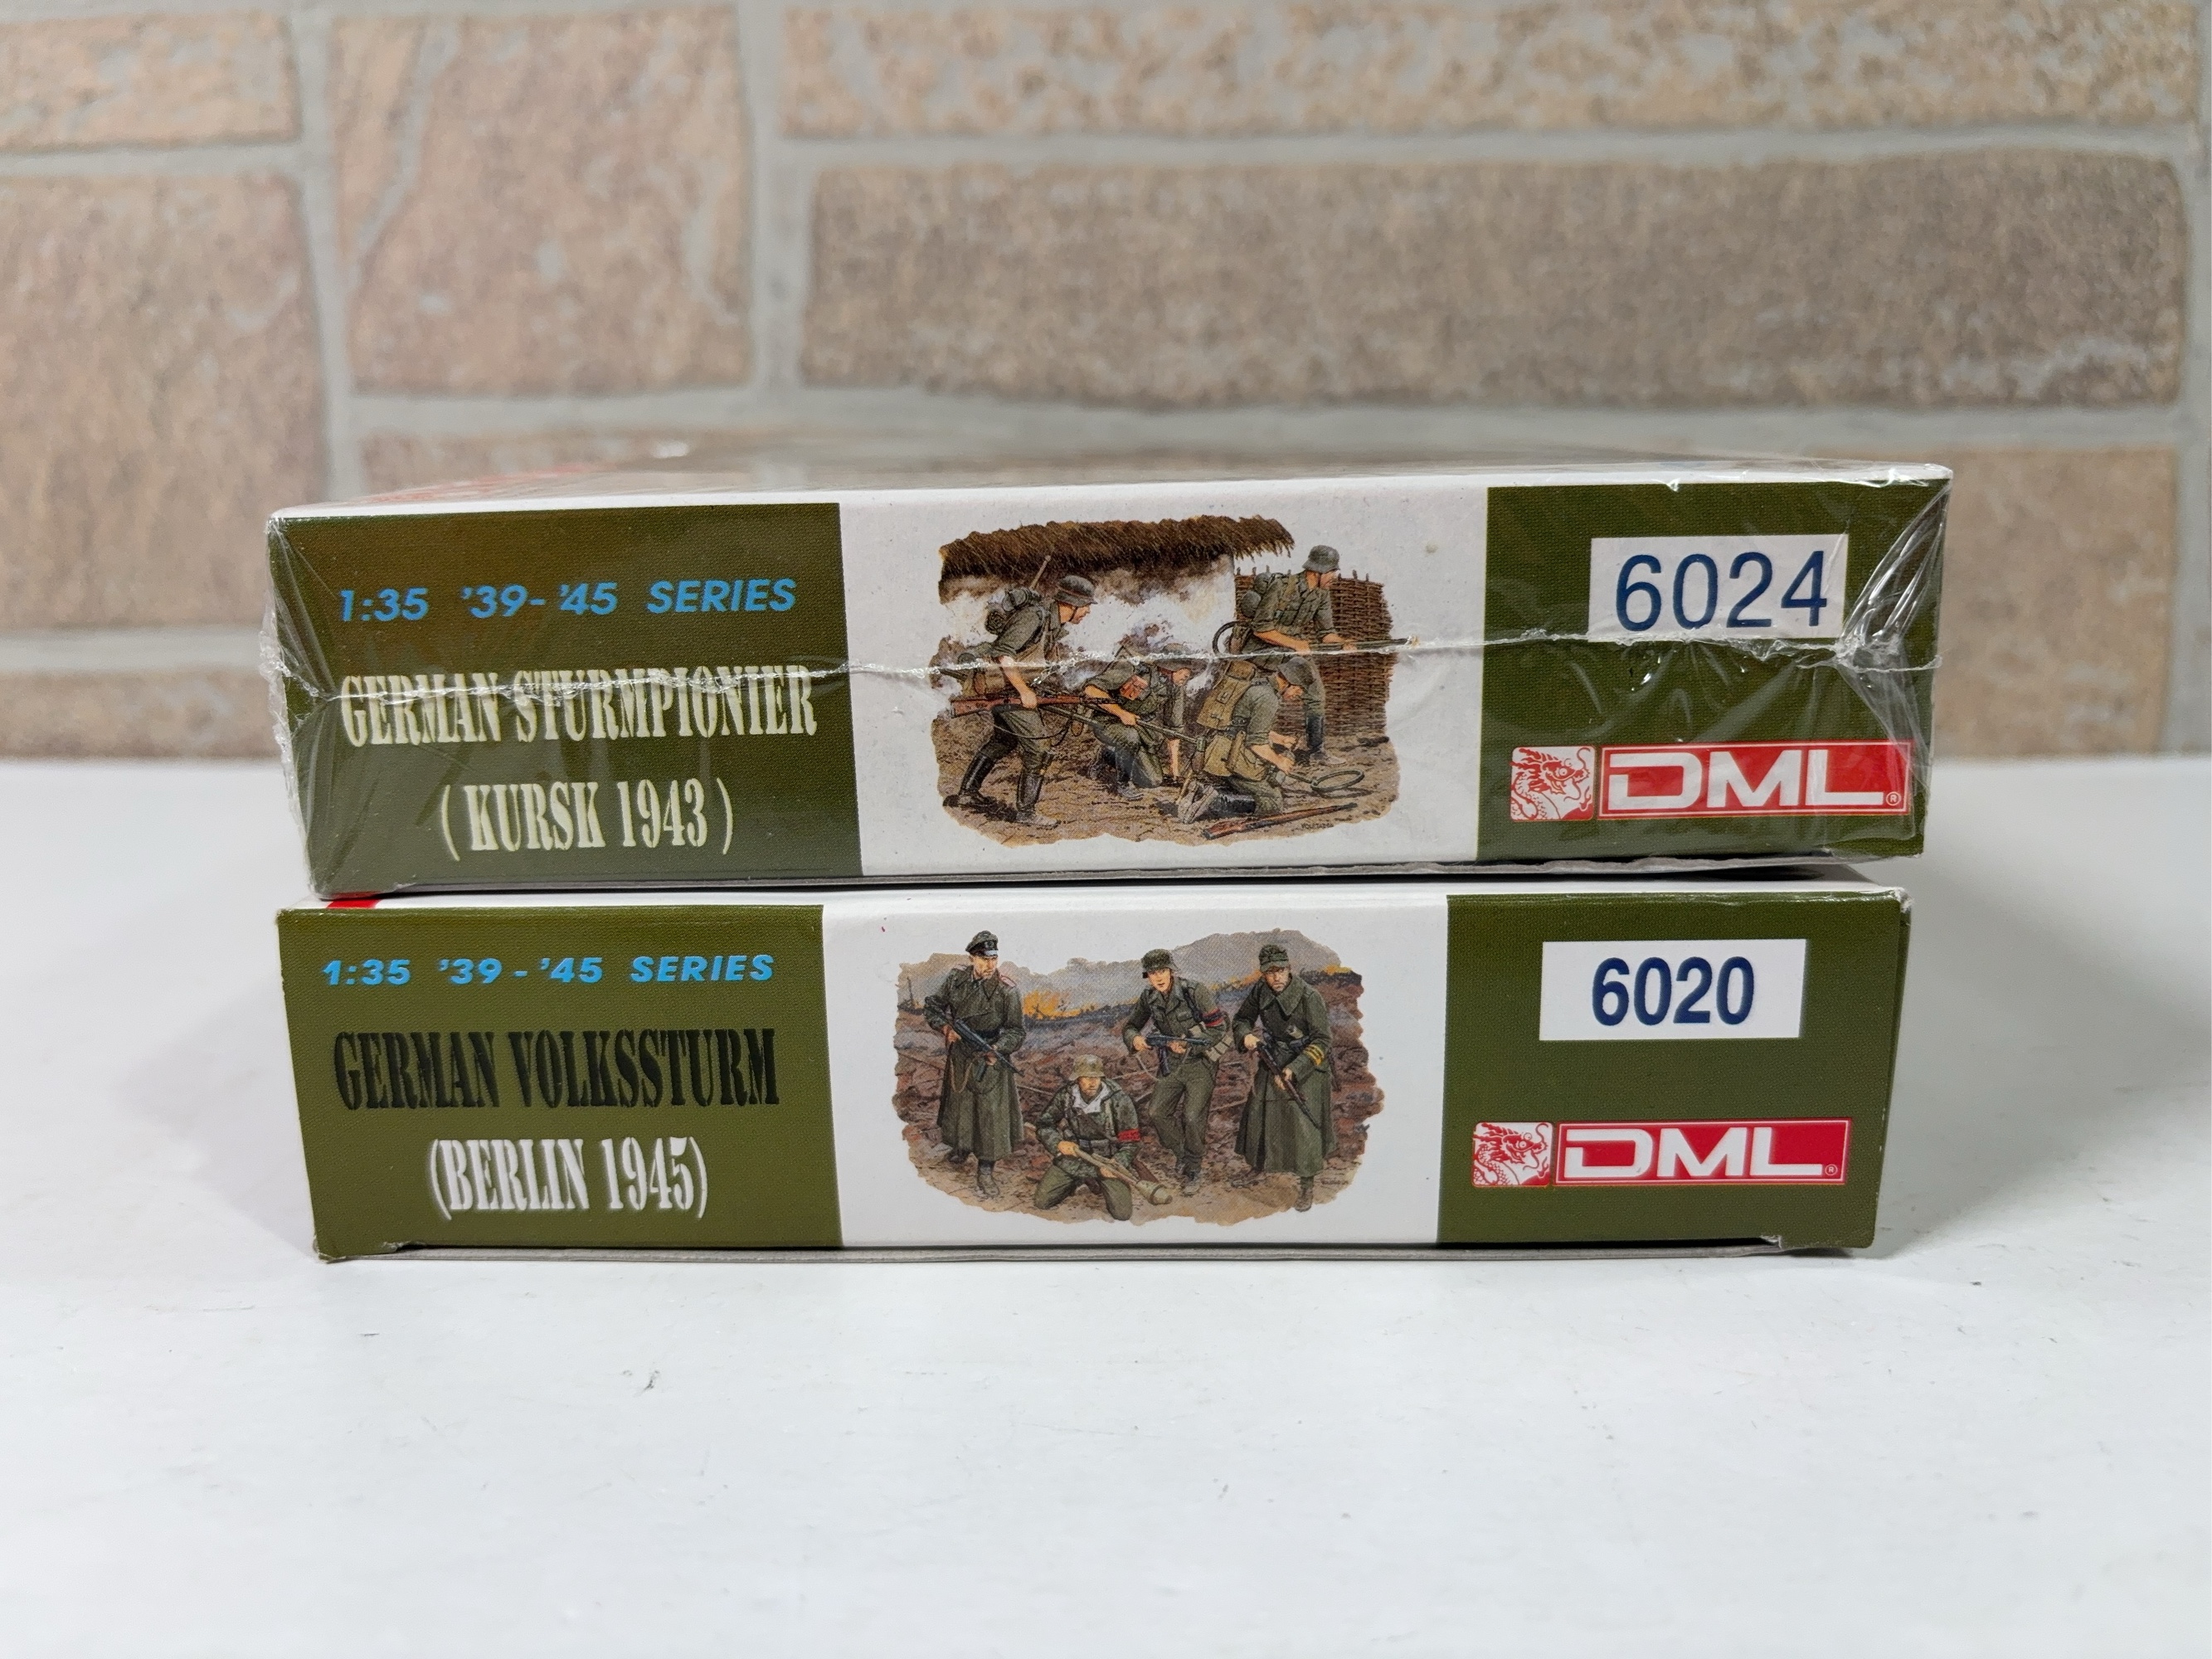 1:35 '39-'45 SERIES
GERMAN STURMPIONIER
( KURSK 1943 )
6024
DML®
1:35 '39-'45 SERIES
GERMAN VOLKSSTURM
(BERLIN 1945)
6020
DML®